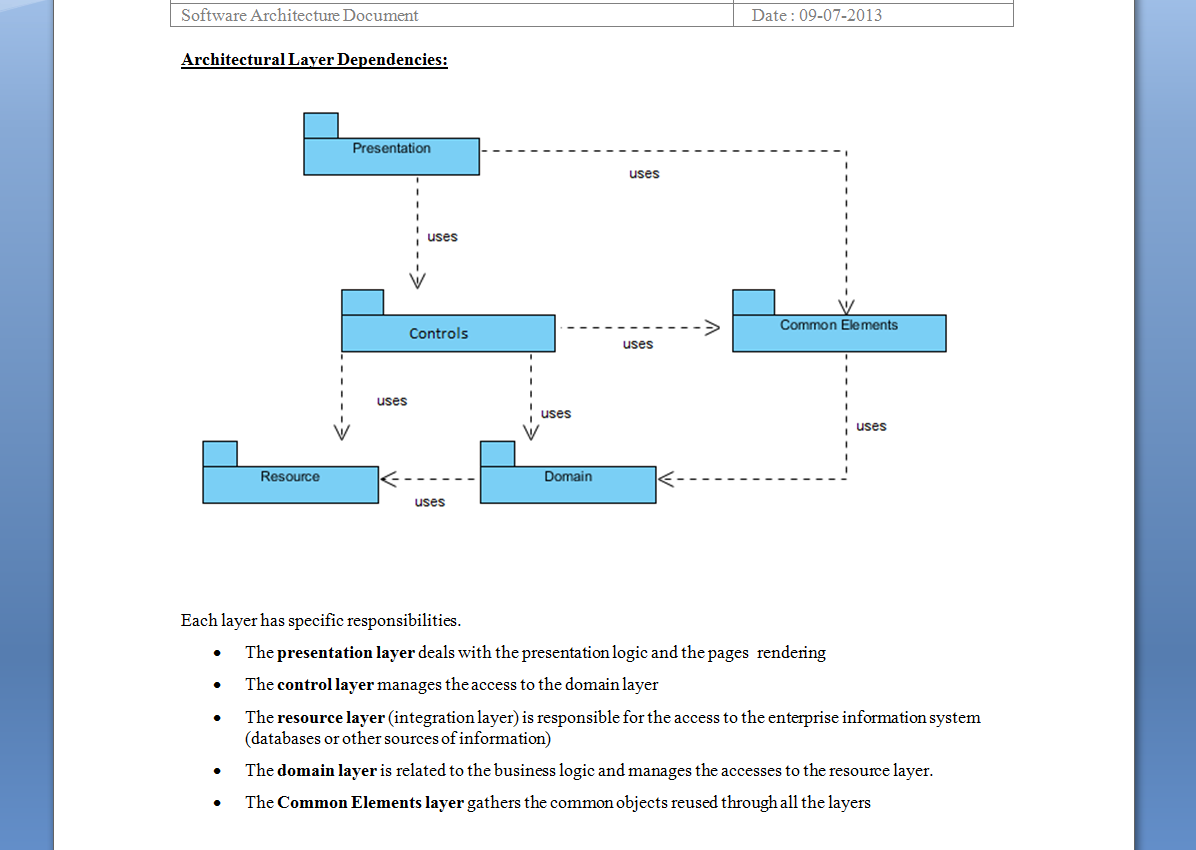 Software Architecture Document
Date : 09-07-2013
Architectural Layer Dependencies:
Presentation
uses
uses
Controls
uses
Common Elements
uses
uses
uses
Resource
uses
Domain
Each layer has specific responsibilities.
• The presentation layer deals with the presentation logic and the pages rendering
• The control layer manages the access to the domain layer
• The resource layer (integration layer) is responsible for the access to the enterprise information system
(databases or other sources of information)
• The domain layer is related to the business logic and manages the accesses to the resource layer.
• The Common Elements layer gathers the common objects reused through all the layers